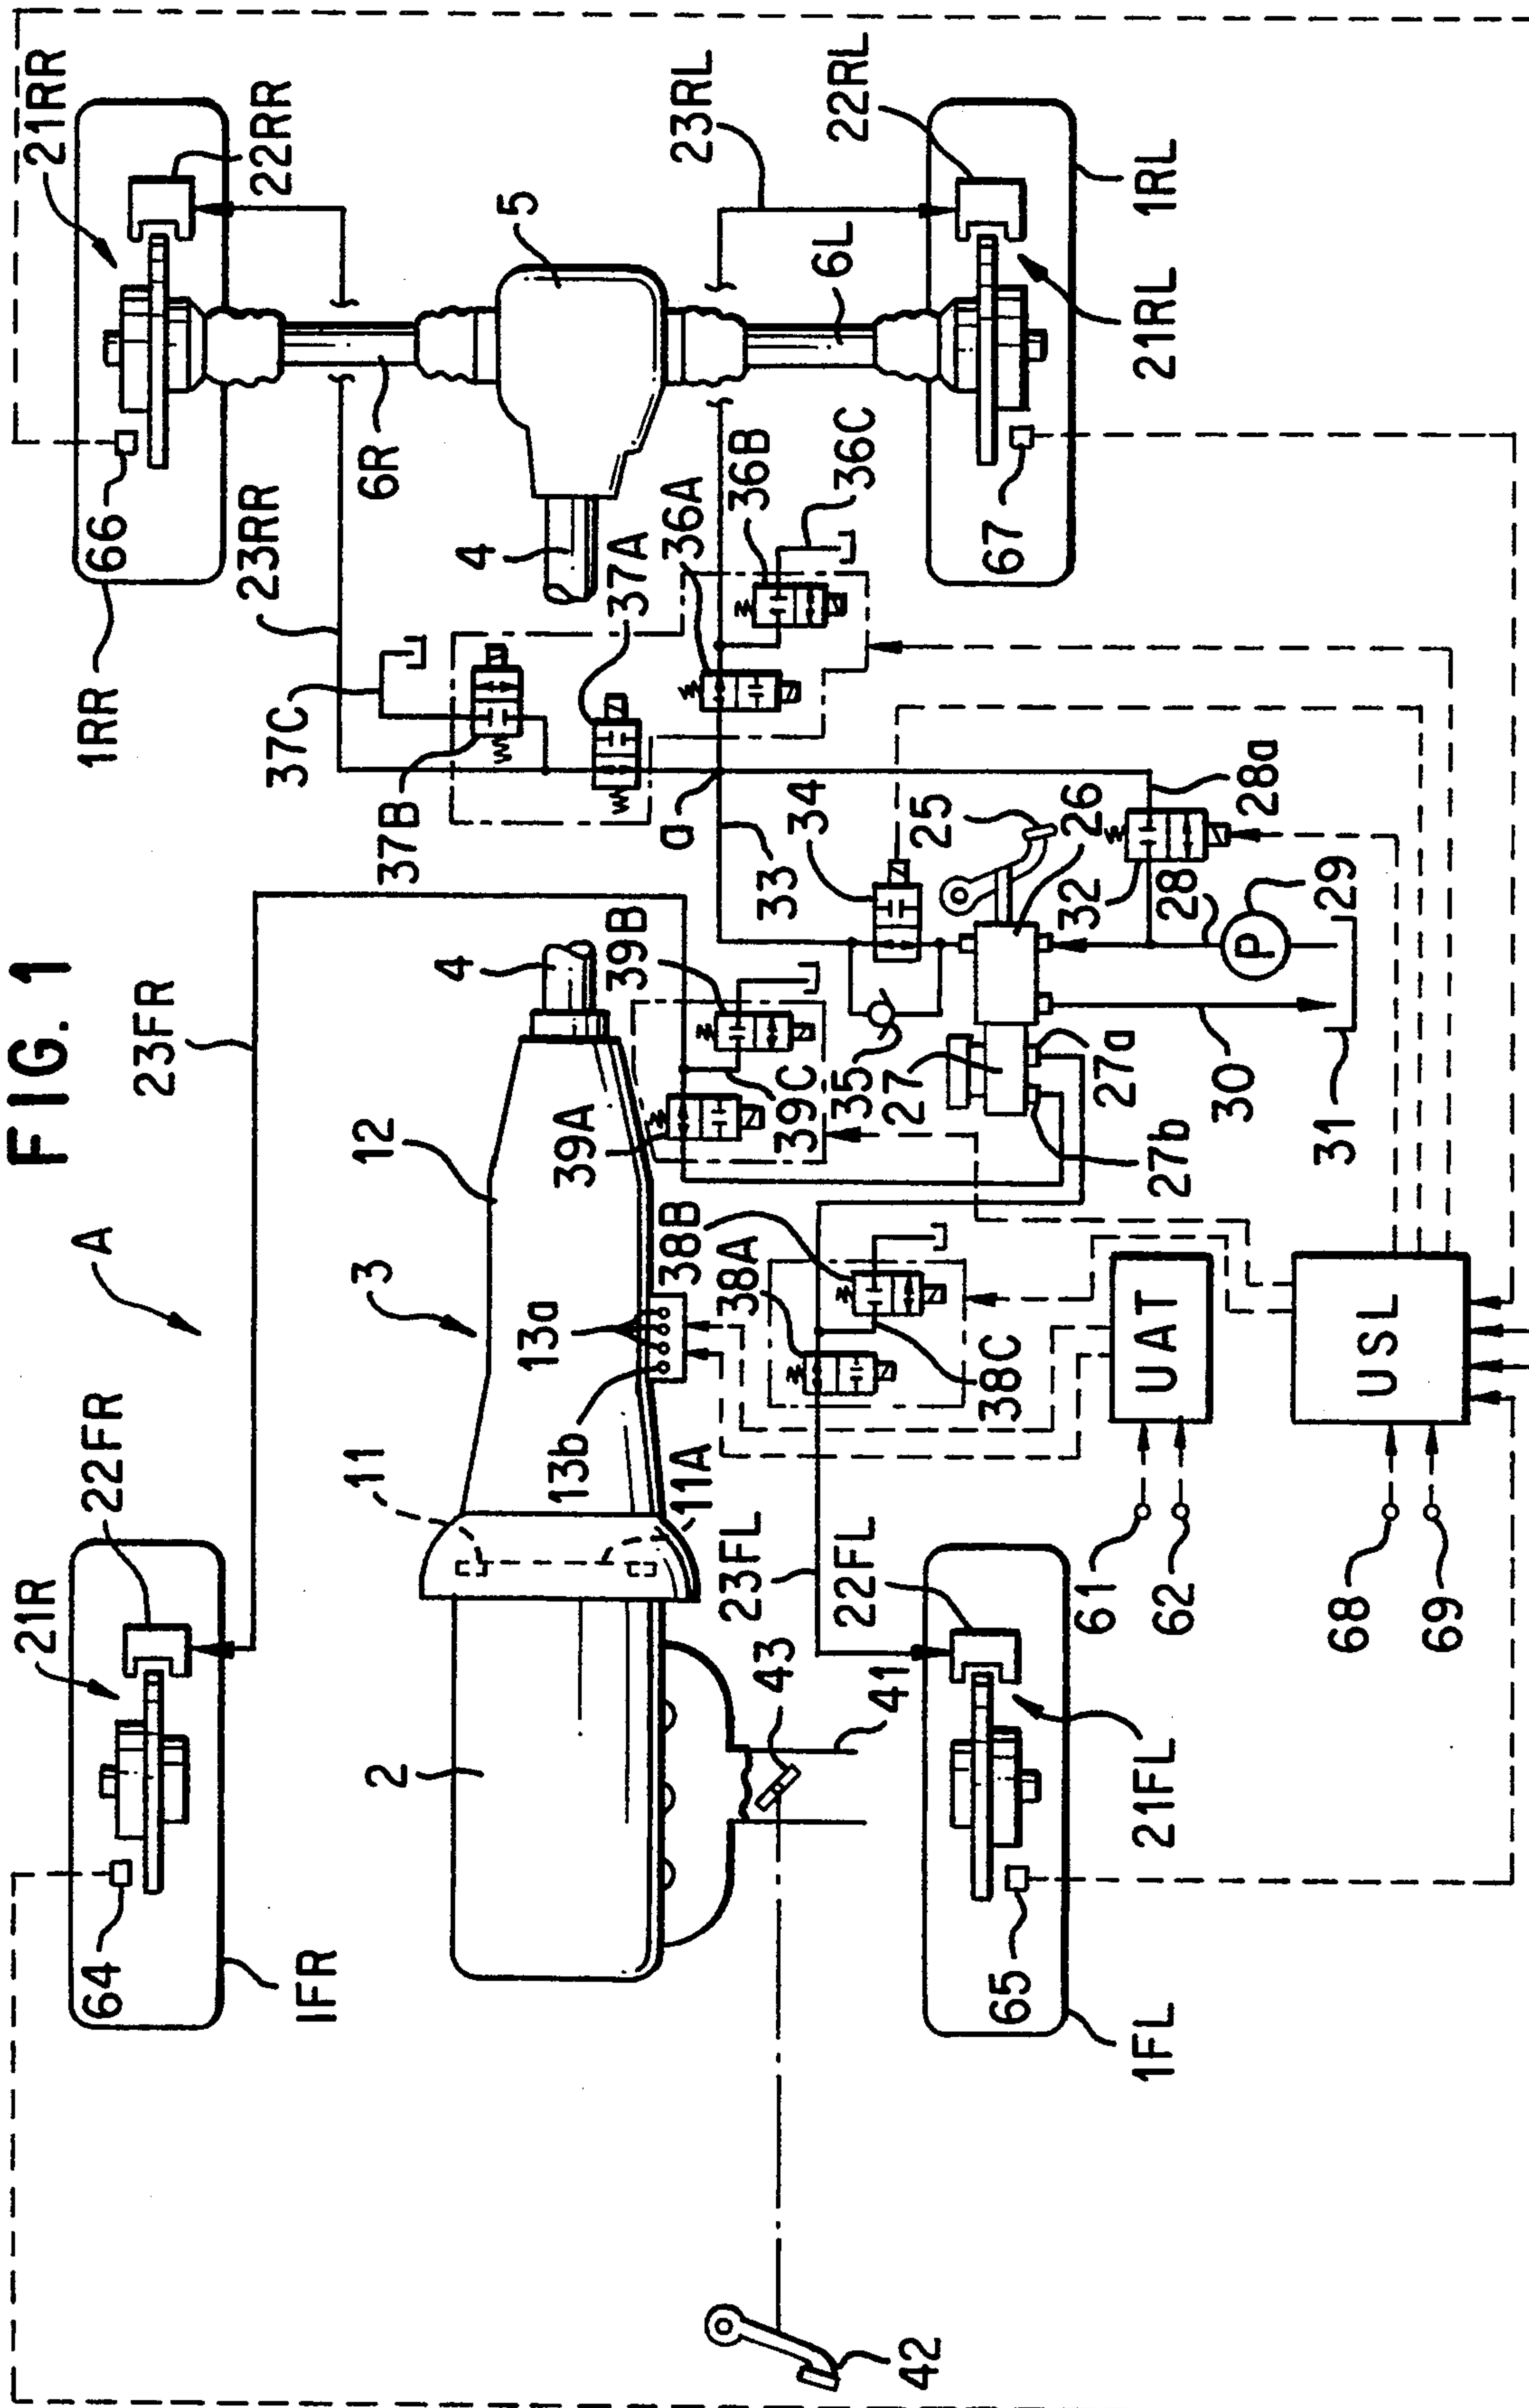 FIG. 1
A
1FR
64
21R
22FR
23FR
1RR
66
23RR
21RR
22RR
2
11
3
12
4
6R
5
37C
37B
37A
4
13a
13b
11A
39A
39B
39C
a
33
34
36A
36B
36C
6L
23RL
22RL
1RL
21RL
67
42
43
41
23FL
22FL
38A
38B
38C
35
27
27a
27b
25
26
32
28
28a
29
30
31
1FL
65
21FL
61
62
UAT
68
69
USL